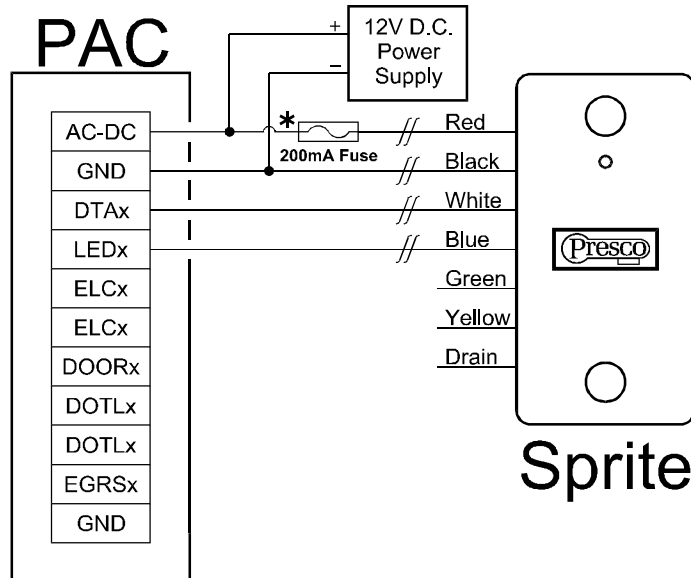 PAC
+ 12V D.C.
Power
− Supply
AC-DC
* 200mA Fuse
Red
GND
Black
DTAx
White
LEDx
Blue
ELCx
Green
ELCx
Yellow
DOORx
Drain
DOTLx
DOTLx
EGRSx
GND
Presco
Sprite